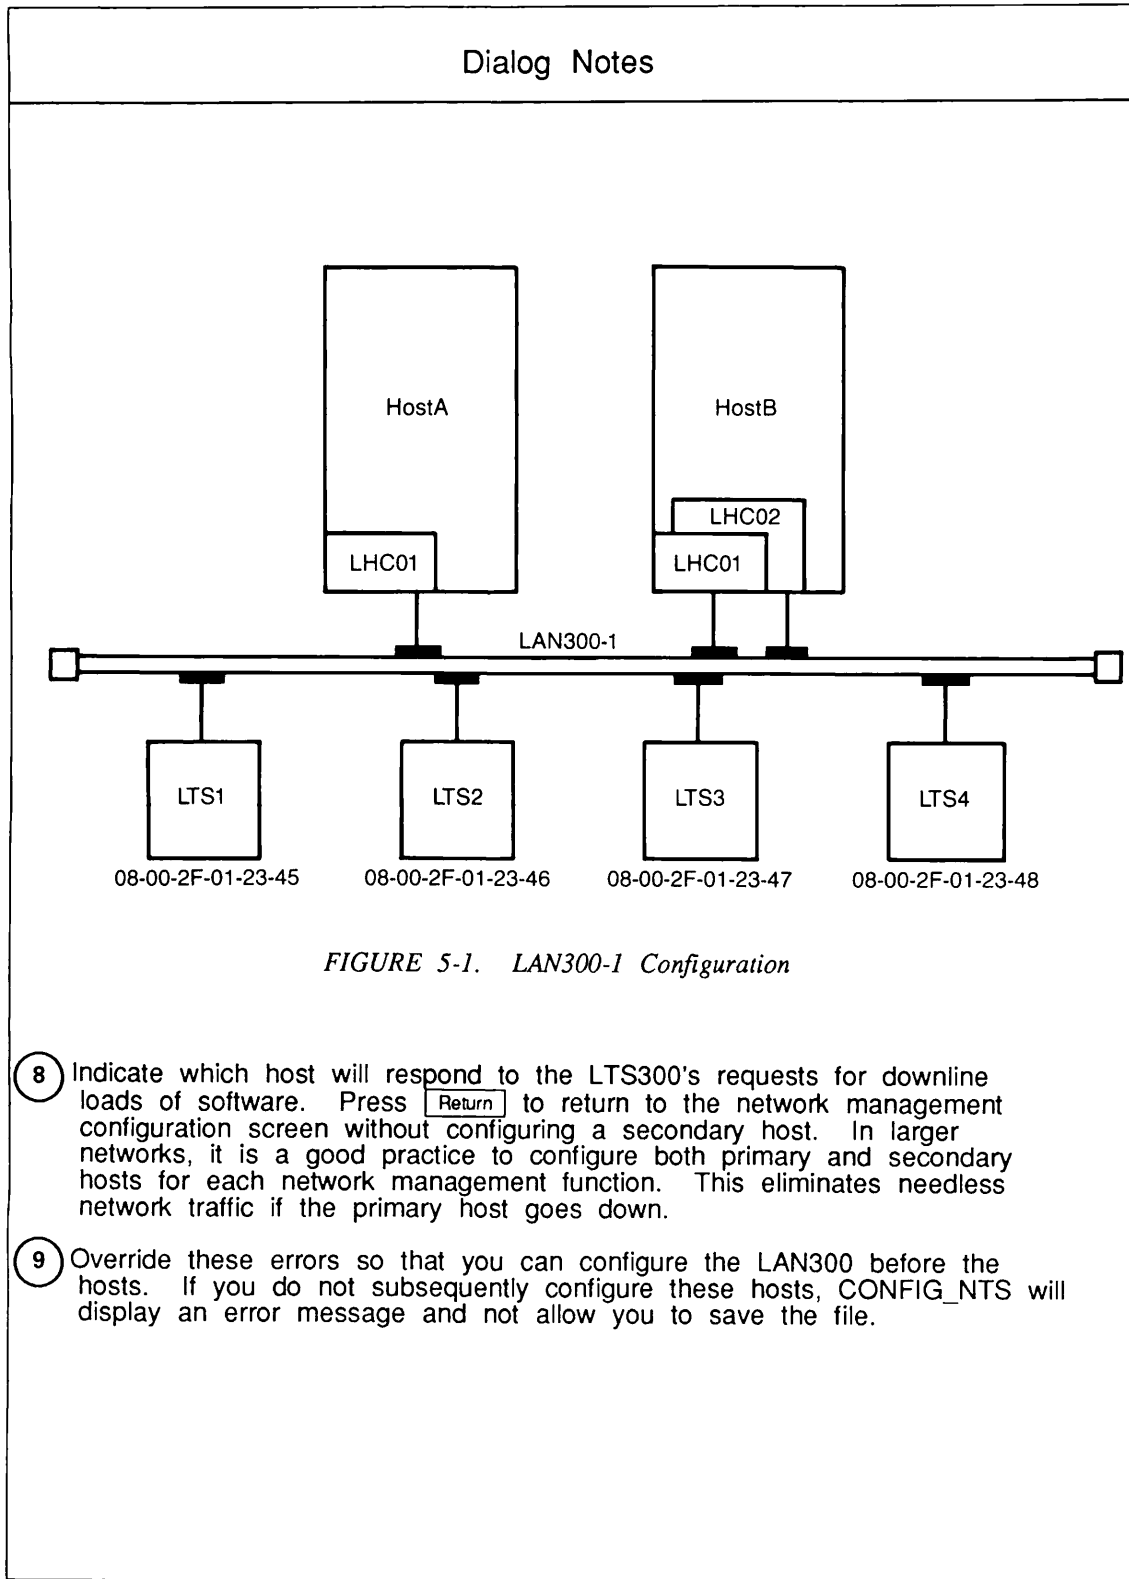 Dialog Notes
HostA
HostB
LHC02
LHC01
LHC01
LAN300-1
LTS1
LTS2
LTS3
LTS4
08-00-2F-01-23-45
08-00-2F-01-23-46
08-00-2F-01-23-47
08-00-2F-01-23-48
FIGURE 5-1. LAN300-1 Configuration
8 Indicate which host will respond to the LTS300's requests for downline
loads of software. Press Return to return to the network management
configuration screen without configuring a secondary host. In larger
networks, it is a good practice to configure both primary and secondary
hosts for each network management function. This eliminates needless
network traffic if the primary host goes down.
9 Override these errors so that you can configure the LAN300 before the
hosts. If you do not subsequently configure these hosts, CONFIG_NTS will
display an error message and not allow you to save the file.